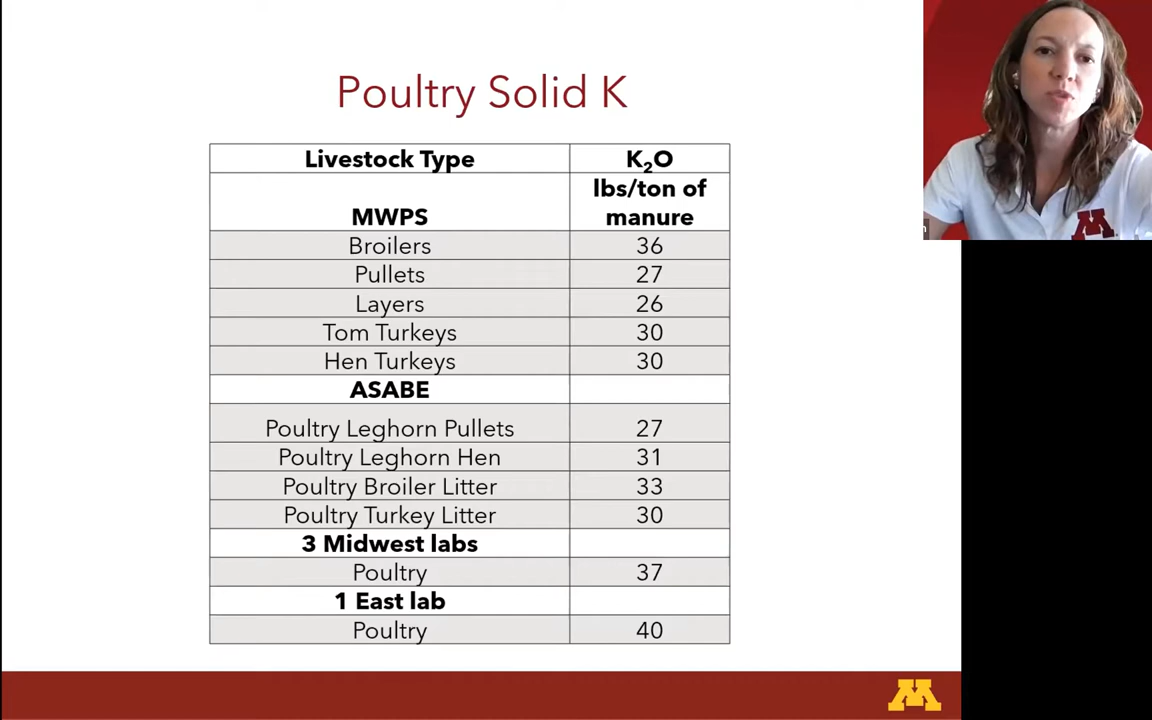 Poultry Solid K
Livestock Type K₂O
MWPS lbs/ton of manure
Broilers 36
Pullets 27
Layers 26
Tom Turkeys 30
Hen Turkeys 30
ASABE
Poultry Leghorn Pullets 27
Poultry Leghorn Hen 31
Poultry Broiler Litter 33
Poultry Turkey Litter 30
3 Midwest labs
Poultry 37
1 East lab
Poultry 40
M
M